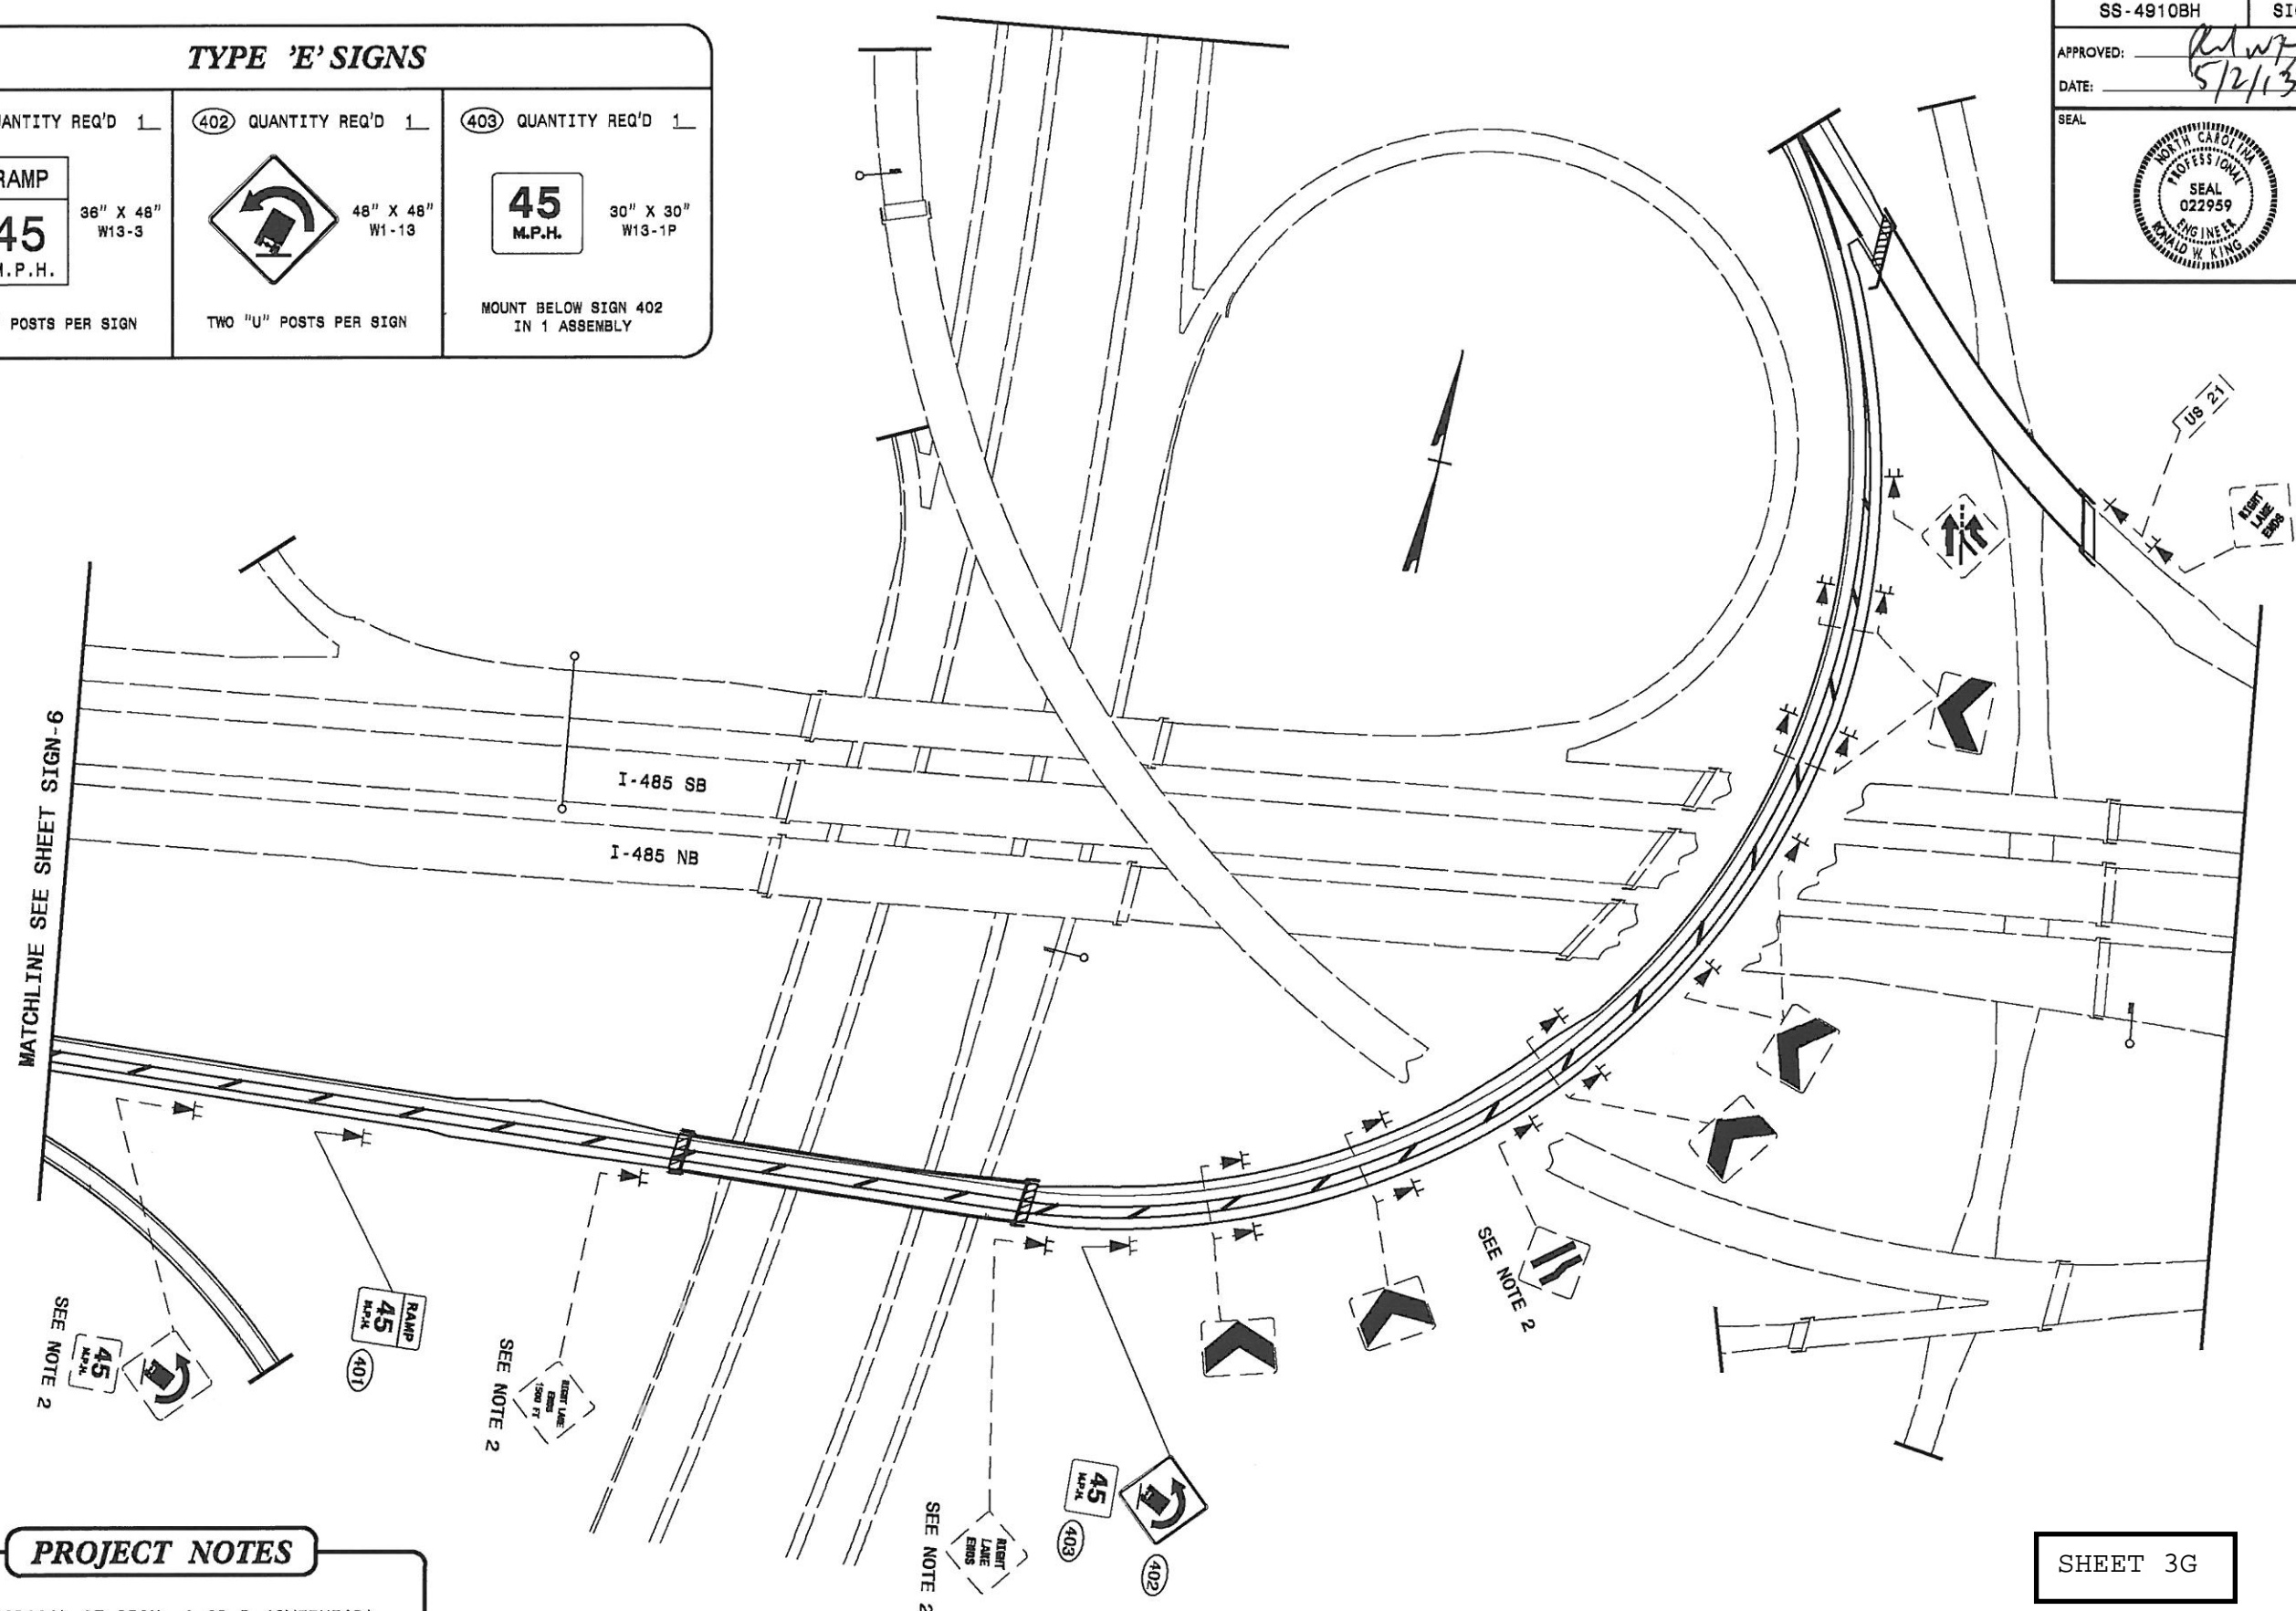 TYPE 'E' SIGNS
QUANTITY REQ'D 1
RAMP
45
M.P.H.
36" X 48"
W13-3
POSTS PER SIGN
402 QUANTITY REQ'D 1
48" X 48"
W1-13
TWO "U" POSTS PER SIGN
403 QUANTITY REQ'D 1
45
M.P.H.
30" X 30"
W13-1P
MOUNT BELOW SIGN 402
IN 1 ASSEMBLY
SS-4910BH
APPROVED:
DATE: 5/2/13
SEAL
NORTH CAROLINA
PROFESSIONAL
SEAL
022959
ENGINEER
RONALD W. KING
US 21
RIGHT
LANE
ENDS
MATCHLINE SEE SHEET SIGN-6
I-485 SB
I-485 NB
SEE NOTE 2
45
M.P.H.
RAMP
45
M.P.H.
401
SEE NOTE 2
RIGHT LANE
ENDS
1500 FT
SEE NOTE 2
RIGHT
LANE
ENDS
45
M.P.H.
403
402
SEE NOTE 2
PROJECT NOTES
SHEET 3G